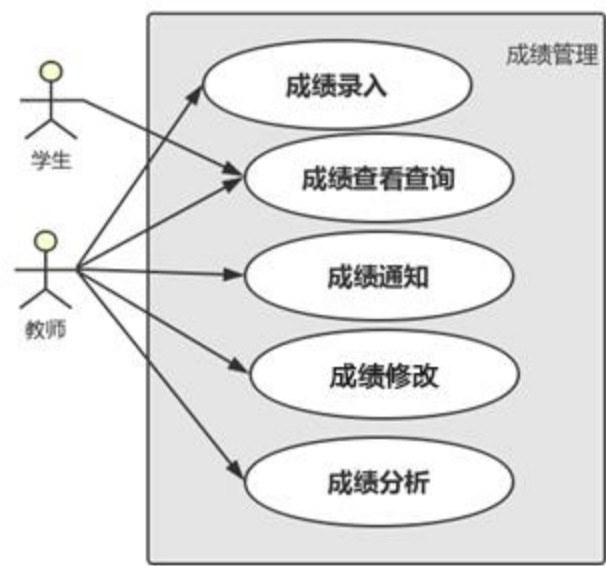 成绩管理
成绩录入
学生
成绩查看查询
成绩通知
教师
成绩修改
成绩分析